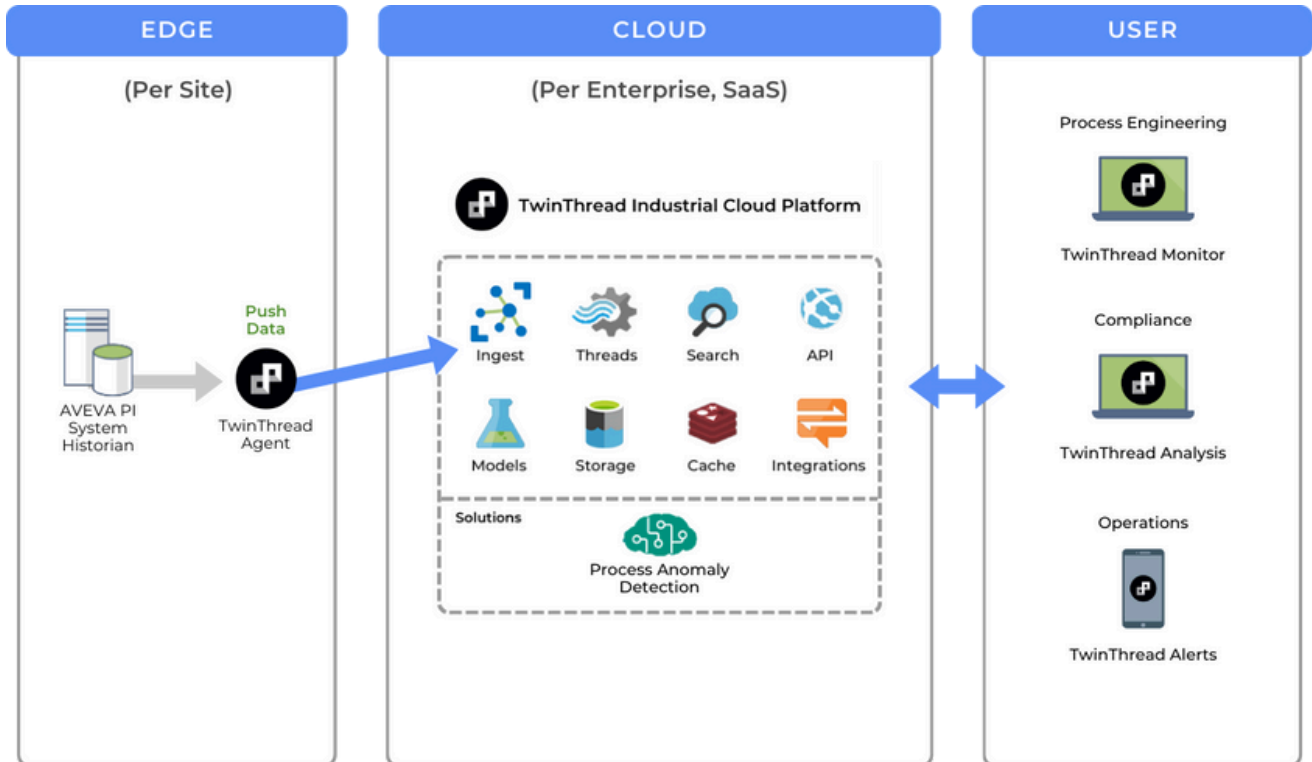 EDGE
(Per Site)
AVEVA PI
System
Historian
Push
Data
TwinThread
Agent
CLOUD
(Per Enterprise, SaaS)
TwinThread Industrial Cloud Platform
Ingest
Threads
Search
API
Models
Storage
Cache
Integrations
Solutions
Process Anomaly
Detection
USER
Process Engineering
TwinThread Monitor
Compliance
TwinThread Analysis
Operations
TwinThread Alerts